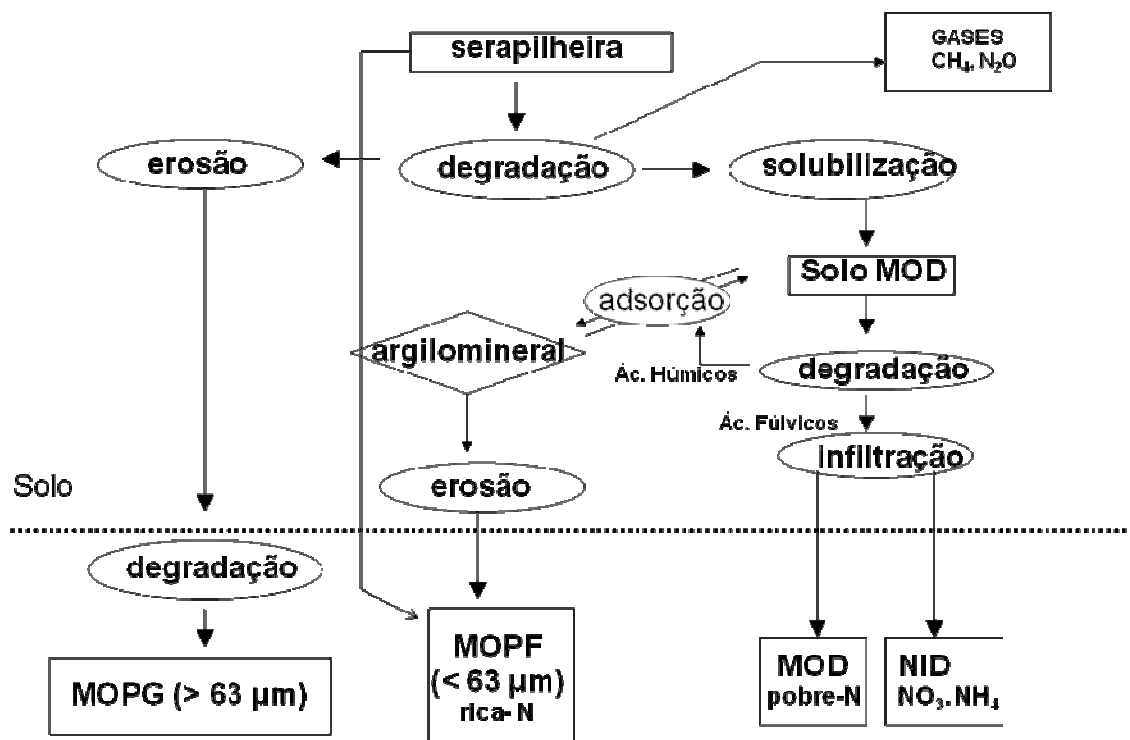 serapilheira
GASES
CH₄, N₂O
erosão
degradação
solubilização
Solo MOD
adsorção
argilomineral
Ác. Húmicos
degradação
Ác. Fúlvicos
infiltração
erosão
Solo
degradação
MOPG (> 63 µm)
MOPF
(< 63 µm)
rica- N
MOD
pobre-N
NID
NO₃. NH₄